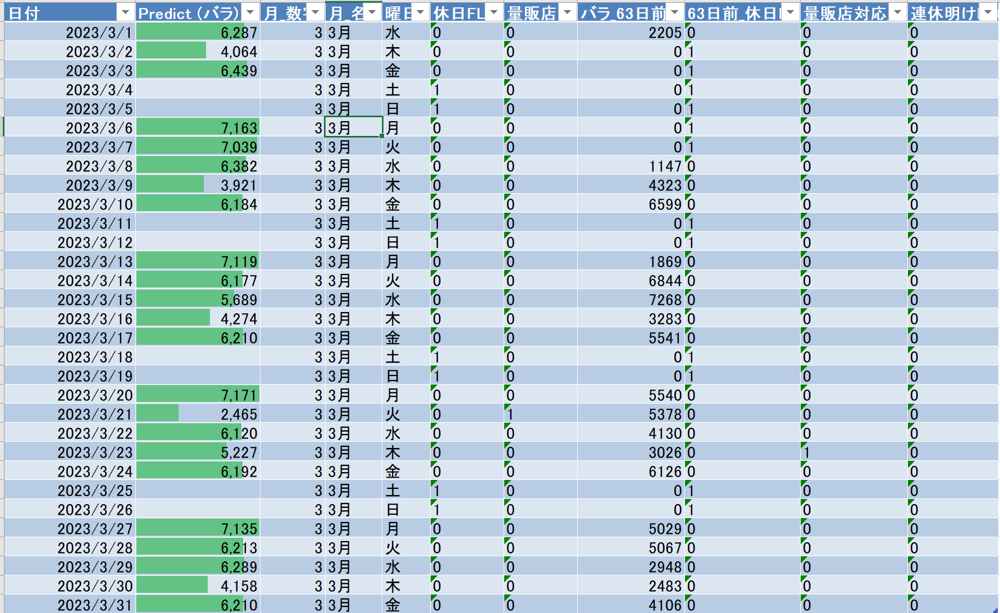 日付 Predict (バラ) 月_数字 月_名 曜日 休日FL 量販店 バラ_63日前 63日前_休日 量販店対応 連休明け
2023/3/1 6,287 3 3月 水 0 0 2205 0 0 0
2023/3/2 4,064 3 3月 木 0 0 0 1 0 0
2023/3/3 6,439 3 3月 金 0 0 0 1 0 0
2023/3/4 3 3月 土 1 0 0 1 0 0
2023/3/5 3 3月 日 1 0 0 1 0 0
2023/3/6 7,163 3 3月 月 0 0 0 1 0 0
2023/3/7 7,039 3 3月 火 0 0 0 1 0 0
2023/3/8 6,382 3 3月 水 0 0 1147 0 0 0
2023/3/9 3,921 3 3月 木 0 0 4323 0 0 0
2023/3/10 6,184 3 3月 金 0 0 6599 0 0 0
2023/3/11 3 3月 土 1 0 0 1 0 0
2023/3/12 3 3月 日 1 0 0 1 0 0
2023/3/13 7,119 3 3月 月 0 0 1869 0 0 0
2023/3/14 6,177 3 3月 火 0 0 6844 0 0 0
2023/3/15 5,689 3 3月 水 0 0 7268 0 0 0
2023/3/16 4,274 3 3月 木 0 0 3283 0 0 0
2023/3/17 6,210 3 3月 金 0 0 5541 0 0 0
2023/3/18 3 3月 土 1 0 0 1 0 0
2023/3/19 3 3月 日 1 0 0 1 0 0
2023/3/20 7,171 3 3月 月 0 0 5540 0 0 0
2023/3/21 2,465 3 3月 火 0 1 5378 0 0 0
2023/3/22 6,120 3 3月 水 0 0 4130 0 0 0
2023/3/23 5,227 3 3月 木 0 0 3026 0 1 0
2023/3/24 6,192 3 3月 金 0 0 6126 0 0 0
2023/3/25 3 3月 土 1 0 0 1 0 0
2023/3/26 3 3月 日 1 0 0 1 0 0
2023/3/27 7,135 3 3月 月 0 0 5029 0 0 0
2023/3/28 6,213 3 3月 火 0 0 5067 0 0 0
2023/3/29 6,289 3 3月 水 0 0 2948 0 0 0
2023/3/30 4,158 3 3月 木 0 0 2483 0 0 0
2023/3/31 6,210 3 3月 金 0 0 4106 0 0 0